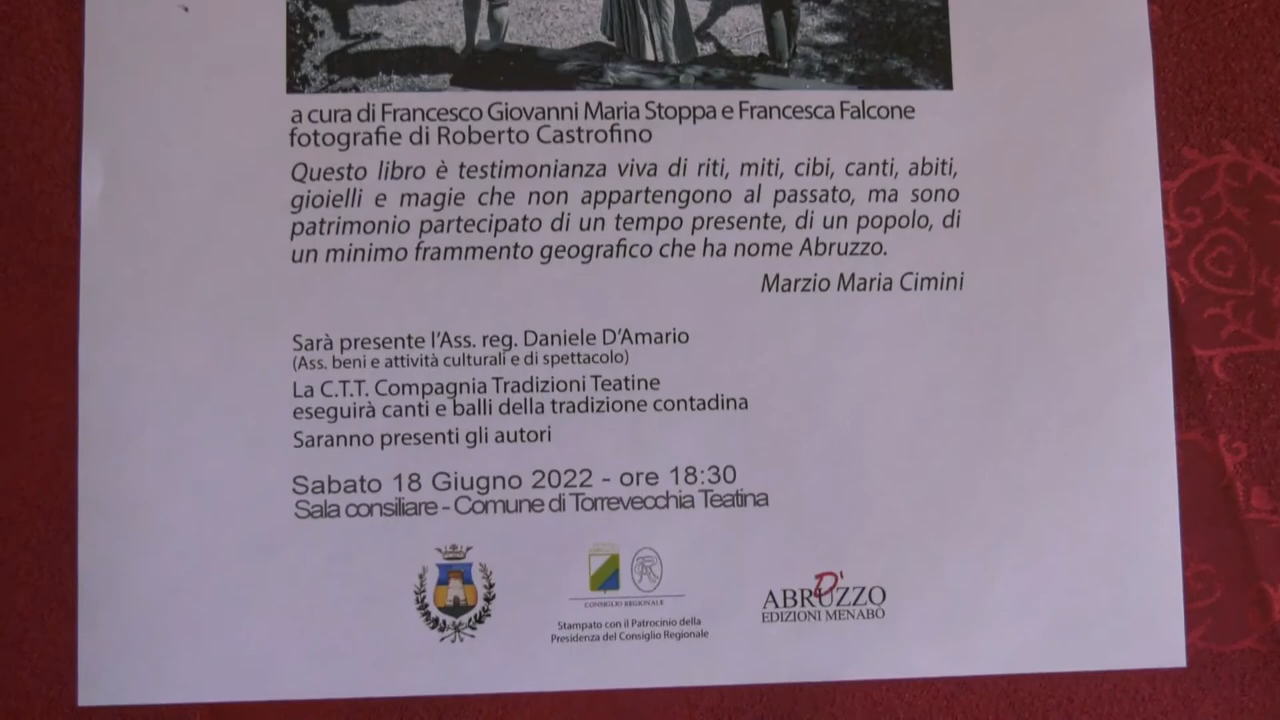 a cura di Francesco Giovanni Maria Stoppa e Francesca Falcone
fotografie di Roberto Castrofino
Questo libro è testimonianza viva di riti, miti, cibi, canti, abiti,
gioielli e magie che non appartengono al passato, ma sono
patrimonio partecipato di un tempo presente, di un popolo, di
un minimo frammento geografico che ha nome Abruzzo.
Marzio Maria Cimini
Sarà presente l'Ass. reg. Daniele D'Amario
(Ass. beni e attività culturali e di spettacolo)
La C.T.T. Compagnia Tradizioni Teatine
eseguirà canti e balli della tradizione contadina
Saranno presenti gli autori
Sabato 18 Giugno 2022 - ore 18:30
Sala consiliare - Comune di Torrevecchia Teatina
CONSIGLIO REGIONALE
Stampato con il Patrocinio della
Presidenza del Consiglio Regionale
D'
ABRUZZO
EDIZIONI MENABÒ